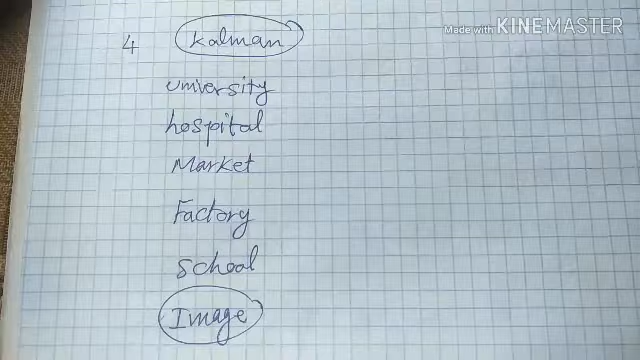 Made with KINEMASTER
4 Kalman
University
hospital
Market
Factory
School
Image